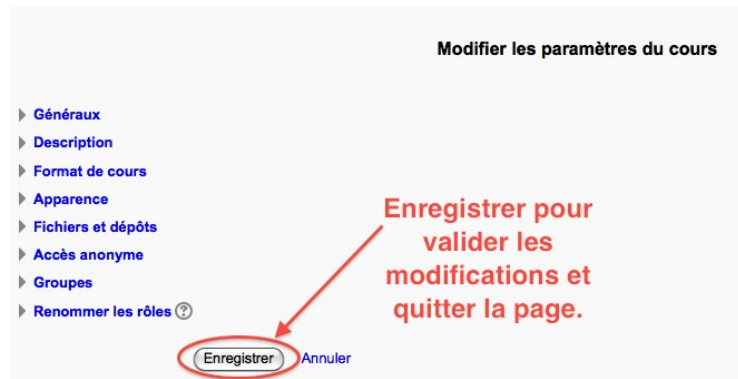 Modifier les paramètres du cours
Généraux
Description
Format de cours
Apparence
Fichiers et dépôts
Accès anonyme
Groupes
Renommer les rôles ?
Enregistrer pour
valider les
modifications et
quitter la page.
Enregistrer Annuler